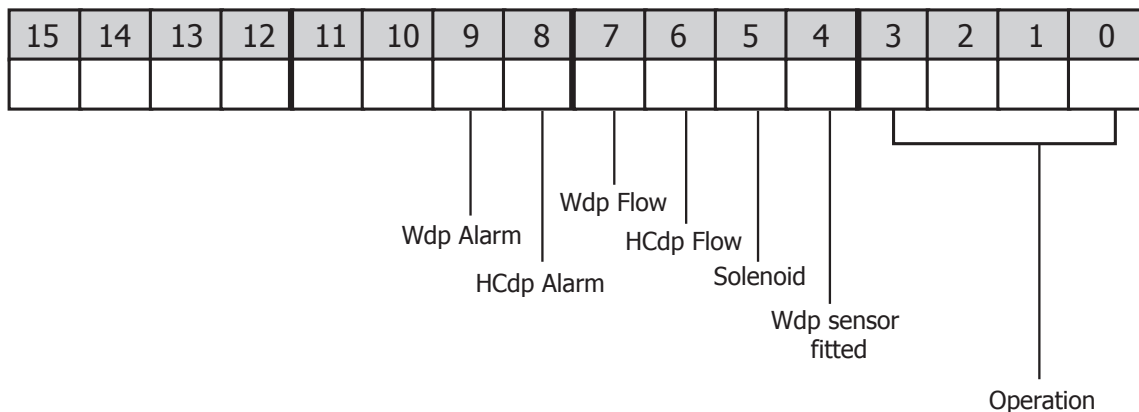 15 14 13 12 11 10 9 8 7 6 5 4 3 2 1 0
Wdp Flow
Wdp Alarm
HCdp Flow
HCdp Alarm
Solenoid
Wdp sensor
fitted
Operation